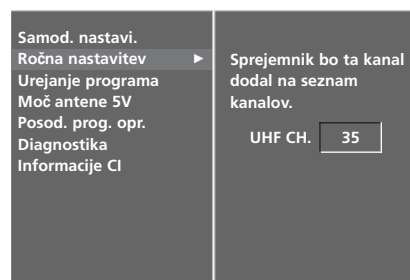 Samod. nastavi.
Ročna nastavitev
Urejanje programa
Moč antene 5V
Posod. prog. opr.
Diagnostika
Informacije CI
Sprejemnik bo ta kanal
dodal na seznam
kanalov.
UHF CH. 35